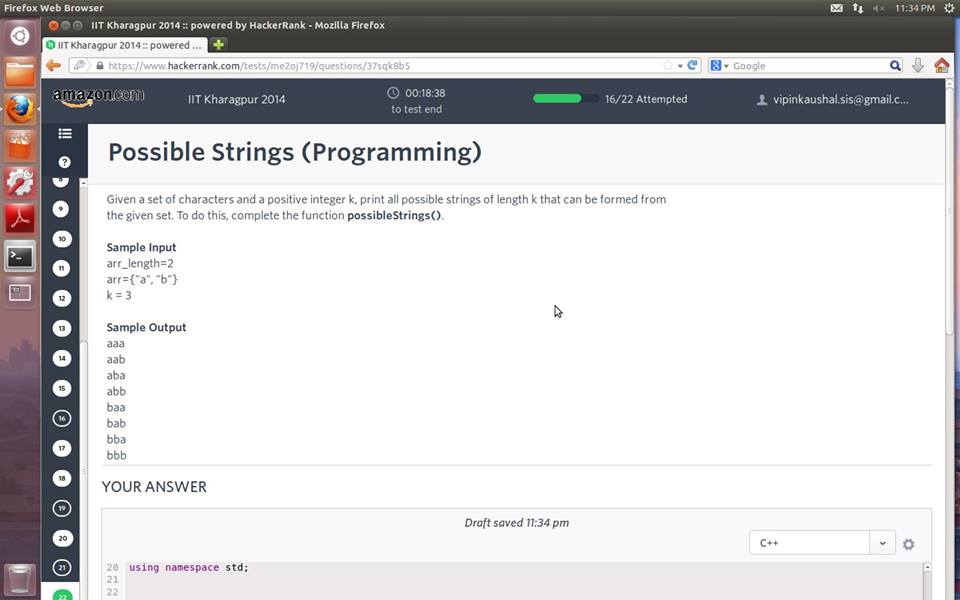 Firefox Web Browser
11:34 PM
IIT Kharagpur 2014 :: powered by HackerRank - Mozilla Firefox
IIT Kharagpur 2014 :: powered ...
https://www.hackerrank.com/tests/me2oj719/questions/37sqk8b5
Google
amazon.com
IIT Kharagpur 2014
00:18:38
to test end
16/22 Attempted
vipinkaushal.sis@gmail.c...
Possible Strings (Programming)
?
8
9
10
11
12
13
14
15
16
17
18
19
20
21
22
Given a set of characters and a positive integer k, print all possible strings of length k that can be formed from
the given set. To do this, complete the function possibleStrings().
Sample Input
arr_length=2
arr={"a", "b"}
k = 3
Sample Output
aaa
aab
aba
abb
baa
bab
bba
bbb
YOUR ANSWER
Draft saved 11:34 pm
C++
20 using namespace std;
21
22